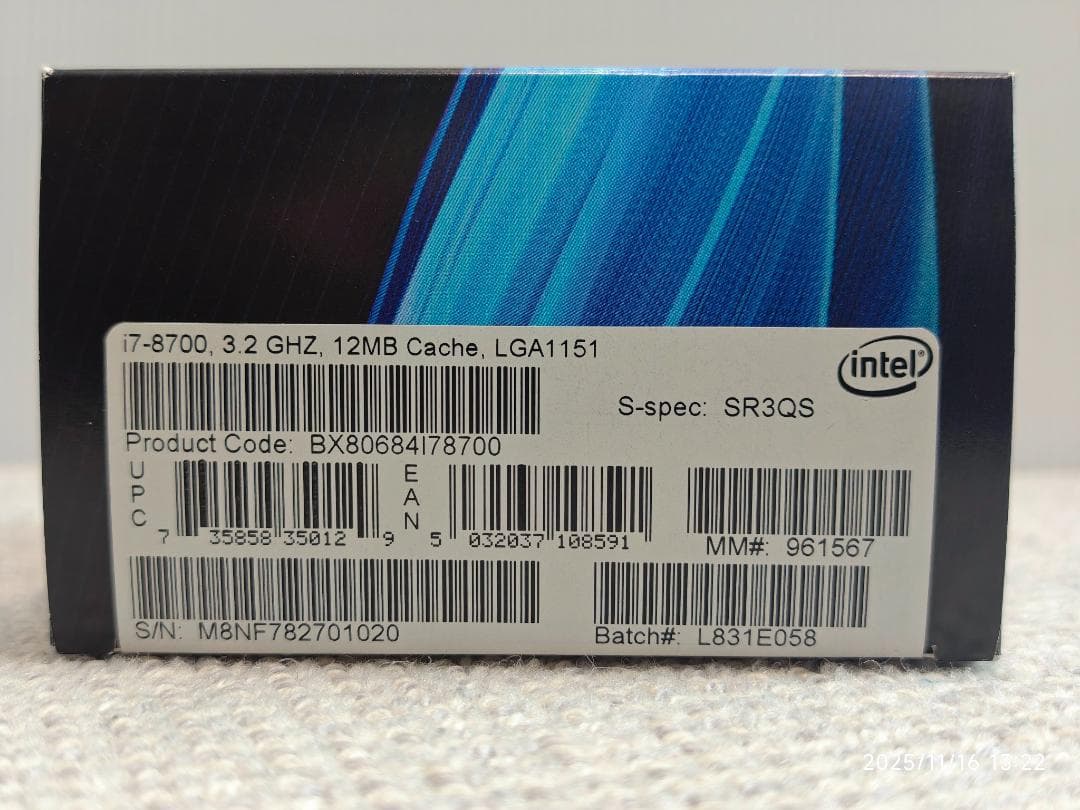 i7-8700, 3.2 GHZ, 12MB Cache, LGA1151
intel®
S-spec: SR3QS
Product Code: BX80684I78700
UPC
7 35858 35012 9
EAN
5 032037 108591
MM#: 961567
S/N: M8NF782701020
Batch#: L831E058
2025/11/16 13:22